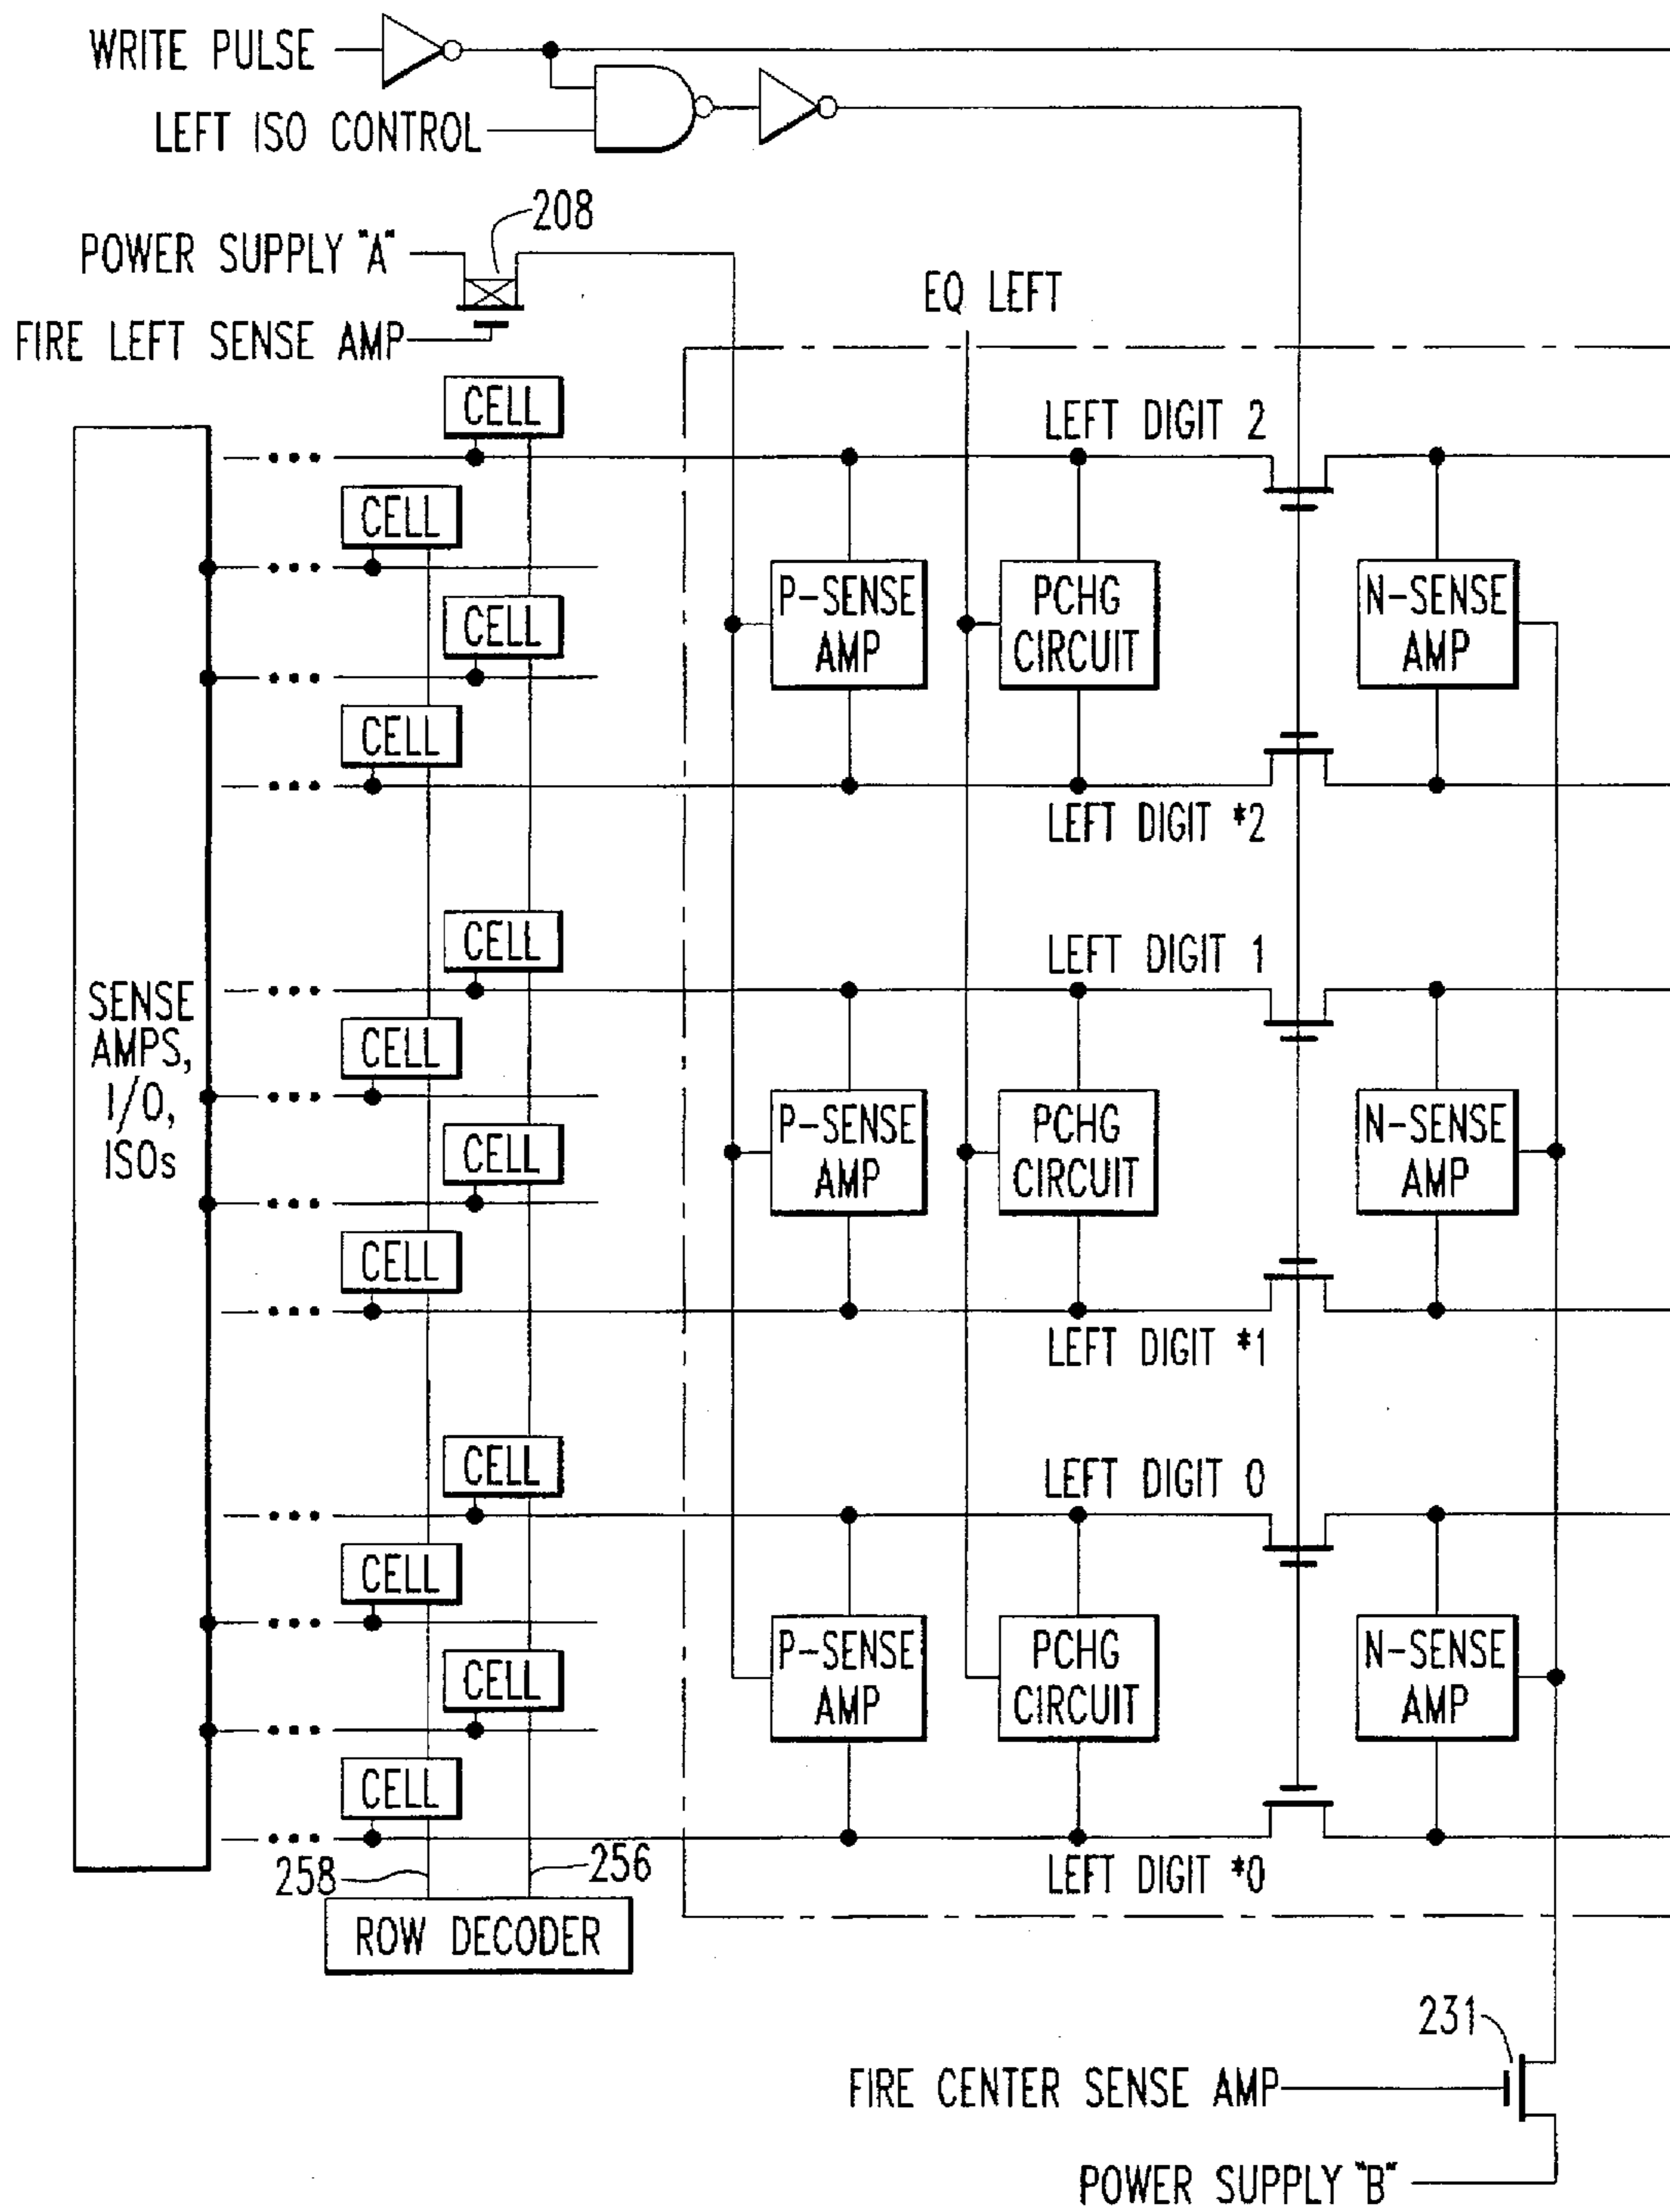 WRITE PULSE
LEFT ISO CONTROL
208
POWER SUPPLY "A"
EQ LEFT
FIRE LEFT SENSE AMP
CELL
LEFT DIGIT 2
CELL
P-SENSE
AMP
PCHG
CIRCUIT
N-SENSE
AMP
CELL
CELL
LEFT DIGIT *2
CELL
LEFT DIGIT 1
SENSE
AMPS,
I/O,
ISOs
CELL
P-SENSE
AMP
PCHG
CIRCUIT
N-SENSE
AMP
CELL
CELL
LEFT DIGIT *1
CELL
LEFT DIGIT 0
CELL
P-SENSE
AMP
PCHG
CIRCUIT
N-SENSE
AMP
CELL
CELL
258
256
LEFT DIGIT *0
ROW DECODER
231
FIRE CENTER SENSE AMP
POWER SUPPLY "B"